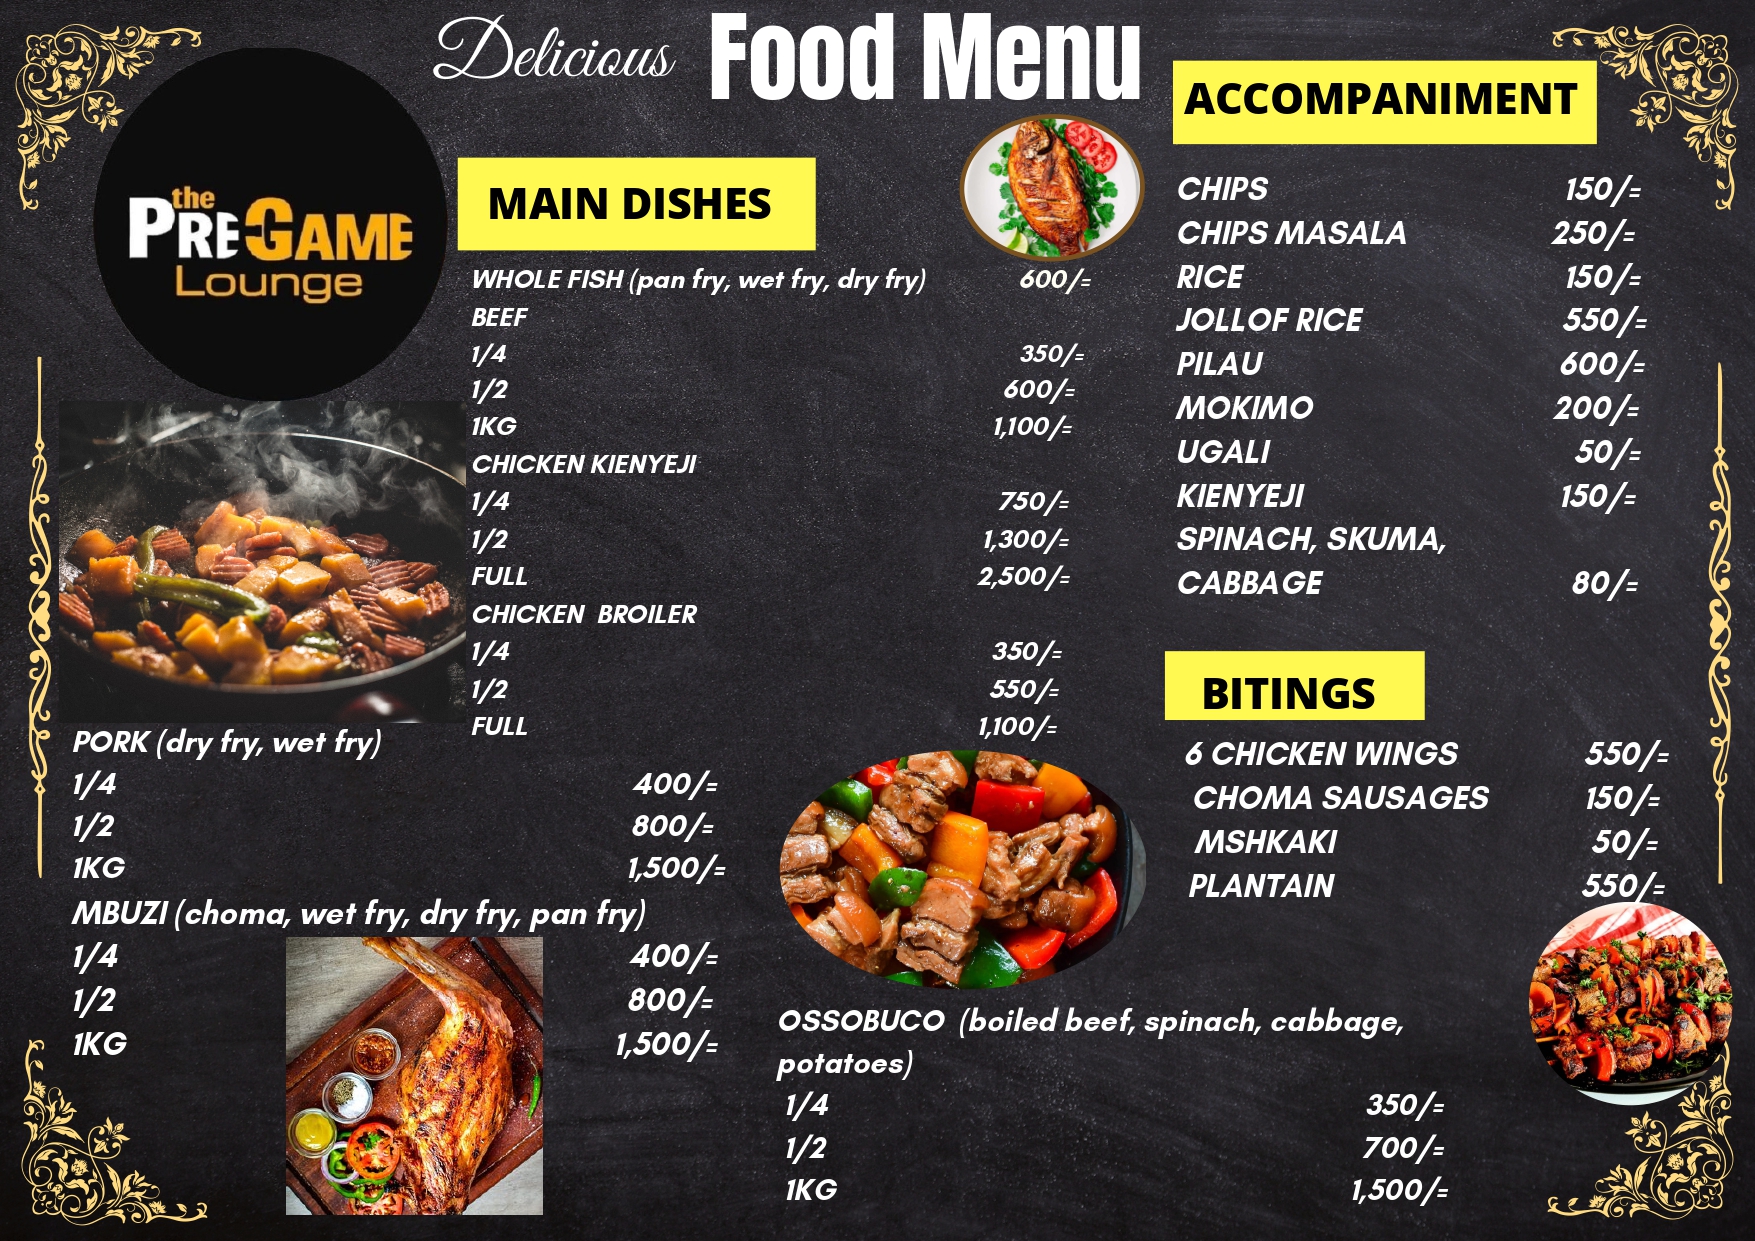 Delicious Food Menu
the
PREGAME
Lounge
MAIN DISHES
WHOLE FISH (pan fry, wet fry, dry fry) 600/=
BEEF
1/4 350/=
1/2 600/=
1KG 1,100/=
CHICKEN KIENYEJI
1/4 750/=
1/2 1,300/=
FULL 2,500/=
CHICKEN BROILER
1/4 350/=
1/2 550/=
FULL 1,100/=
PORK (dry fry, wet fry)
1/4 400/=
1/2 800/=
1KG 1,500/=
MBUZI (choma, wet fry, dry fry, pan fry)
1/4 400/=
1/2 800/=
1KG 1,500/=
OSSOBUCO (boiled beef, spinach, cabbage,
potatoes)
1/4 350/=
1/2 700/=
1KG 1,500/=
ACCOMPANIMENT
CHIPS 150/=
CHIPS MASALA 250/=
RICE 150/=
JOLLOF RICE 550/=
PILAU 600/=
MOKIMO 200/=
UGALI 50/=
KIENYEJI 150/=
SPINACH, SKUMA,
CABBAGE 80/=
BITINGS
6 CHICKEN WINGS 550/=
CHOMA SAUSAGES 150/=
MSHKAKI 50/=
PLANTAIN 550/=